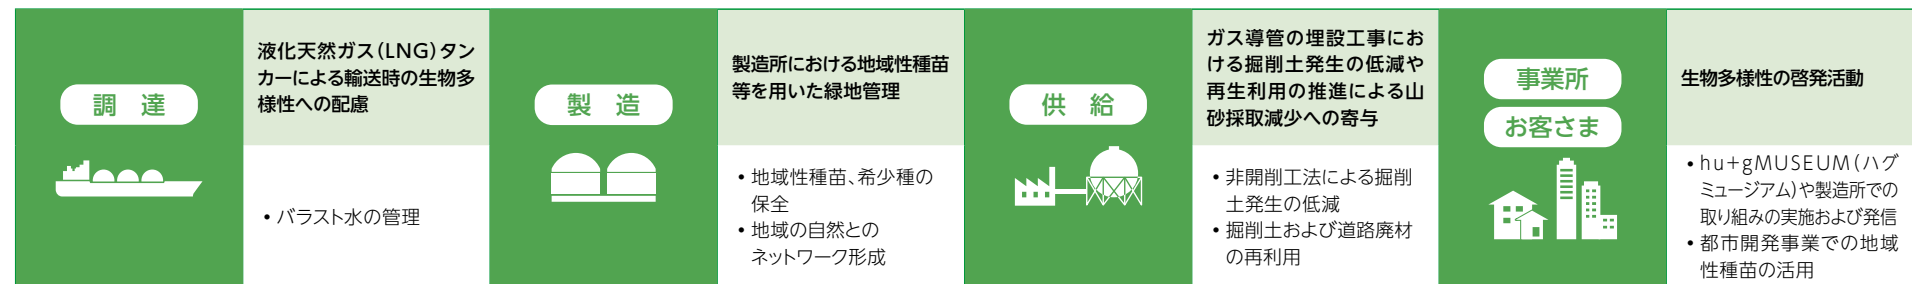 調達
液化天然ガス(LNG)タン
カーによる輸送時の生物多
様性への配慮
• バラスト水の管理
製造
製造所における地域性種苗
等を用いた緑地管理
• 地域性種苗、希少種の
保全
• 地域の自然との
ネットワーク形成
供給
ガス導管の埋設工事にお
ける掘削土発生の低減や
再生利用の推進による山
砂採取減少への寄与
• 非開削工法による掘削
土発生の低減
• 掘削土および道路廃材
の再利用
事業所
お客さま
生物多様性の啓発活動
• hu+gMUSEUM(ハグ
ミュージアム)や製造所での
取り組みの実施および発信
• 都市開発事業での地域
性種苗の活用